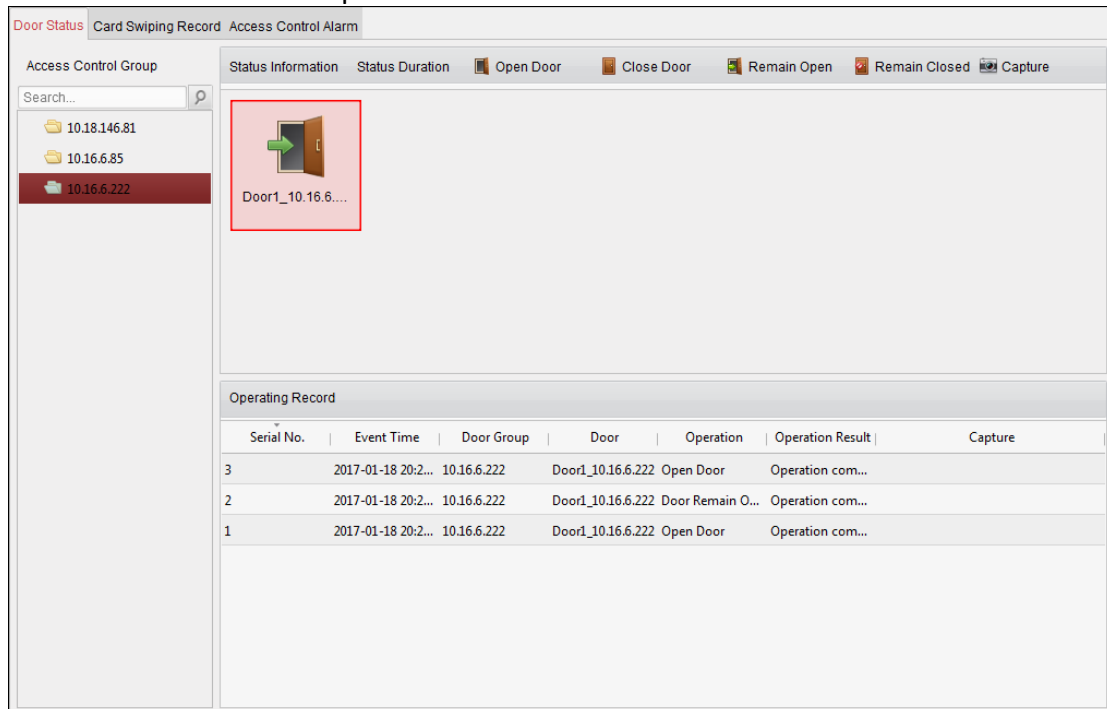 Door Status Card Swiping Record Access Control Alarm
Access Control Group
Search...
10.18.146.81
10.16.6.85
10.16.6.222
Status Information Status Duration Open Door Close Door Remain Open Remain Closed Capture
Door1_10.16.6....
Operating Record
Serial No. Event Time Door Group Door Operation Operation Result Capture
3 2017-01-18 20:2... 10.16.6.222 Door1_10.16.6.222 Open Door Operation com...
2 2017-01-18 20:2... 10.16.6.222 Door1_10.16.6.222 Door Remain O... Operation com...
1 2017-01-18 20:2... 10.16.6.222 Door1_10.16.6.222 Open Door Operation com...